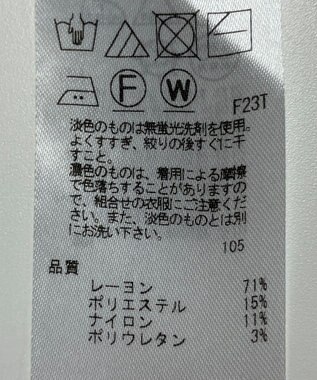 F W
F23T
淡色のものは無蛍光洗剤を使用。
よくすすぎ、絞りの後すぐに干
すこと。
濃色のものは、着用による摩擦
で色落ちすることがありますの
で、組合せの衣服にご注意くだ
さい。また、淡色のものとは別
にお洗い下さい。
105
品質
レーヨン 71%
ポリエステル 15%
ナイロン 11%
ポリウレタン 3%